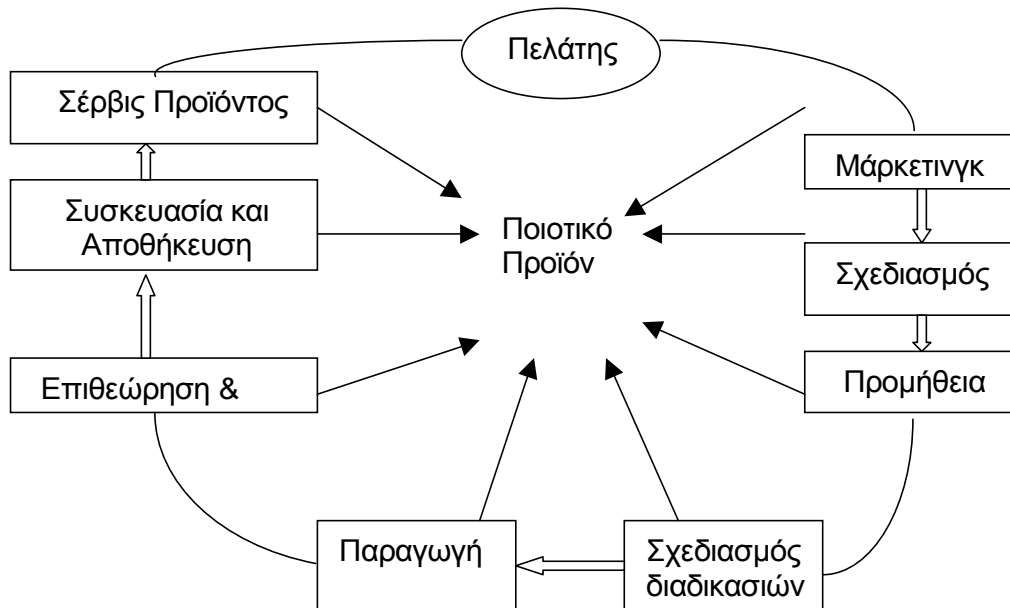 Πελάτης
Σέρβις Προϊόντος
Μάρκετινγκ
Συσκευασία και
Αποθήκευση
Ποιοτικό
Προϊόν
Σχεδιασμός
Επιθεώρηση &
Προμήθεια
Παραγωγή
Σχεδιασμός
διαδικασιών